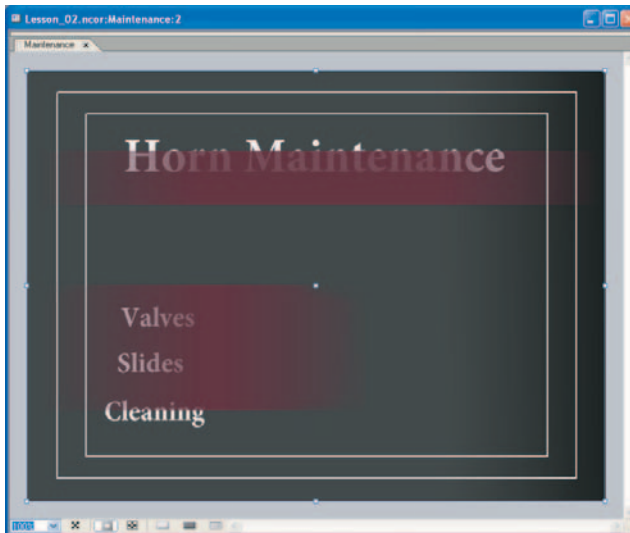 Lesson_02.ncor:Maintenance:2
Maintenance
Horn Maintenance
Valves
Slides
Cleaning
100%